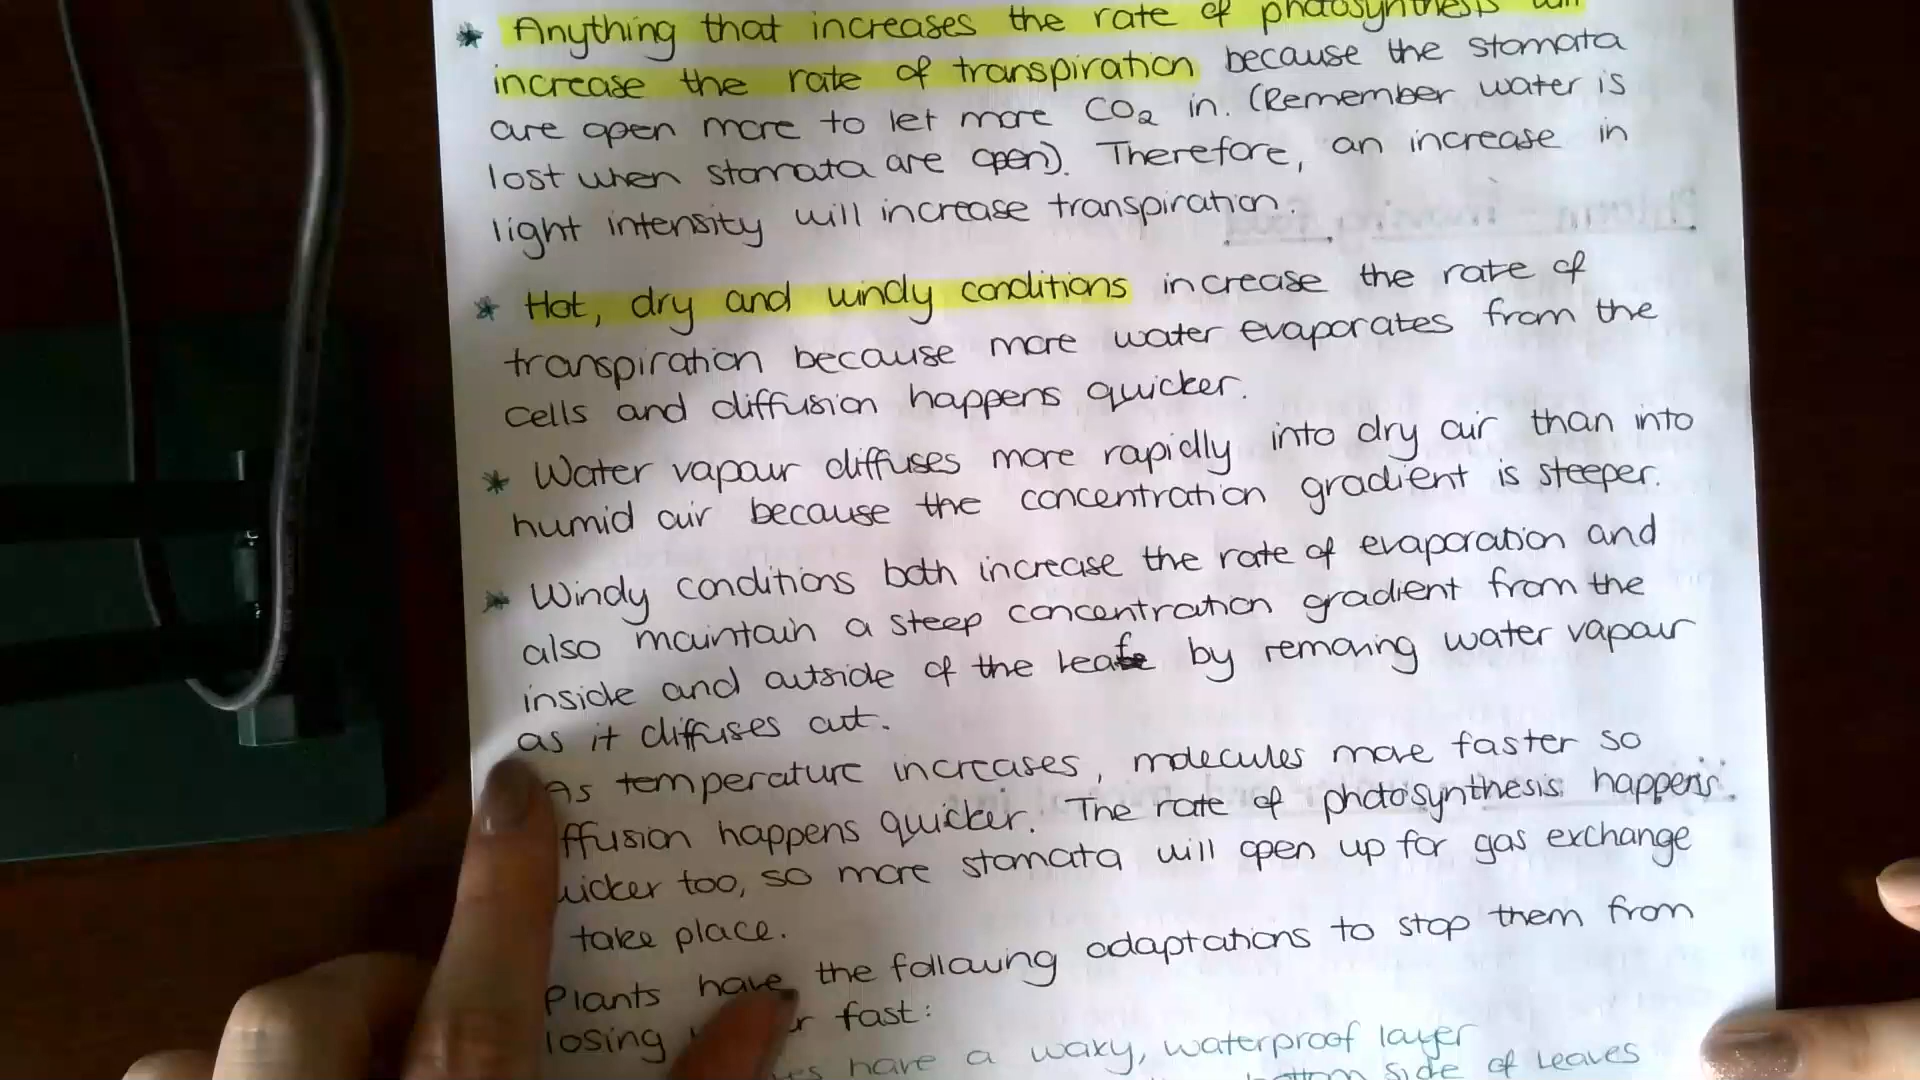 * Anything that increases the rate of photosynthesis will
increase the rate of transpiration because the stomata
are open more to let more CO₂ in. (Remember water is
lost when stomata are open). Therefore, an increase in
light intensity will increase transpiration.
* Hot, dry and windy conditions increase the rate of
transpiration because more water evaporates from the
cells and diffusion happens quicker.
* Water vapour diffuses more rapidly into dry air than into
humid air because the concentration gradient is steeper.
* Windy conditions both increase the rate of evaporation and
also maintain a steep concentration gradient from the
inside and outside of the leaf by removing water vapour
as it diffuses out.
As temperature increases, molecules move faster so
ffusion happens quicker. The rate of photosynthesis happens
uicker too, so more stomata will open up for gas exchange
take place.
Plants have the following adaptations to stop them from
losing fast:
have a waxy, waterproof layer
bottom side of leaves